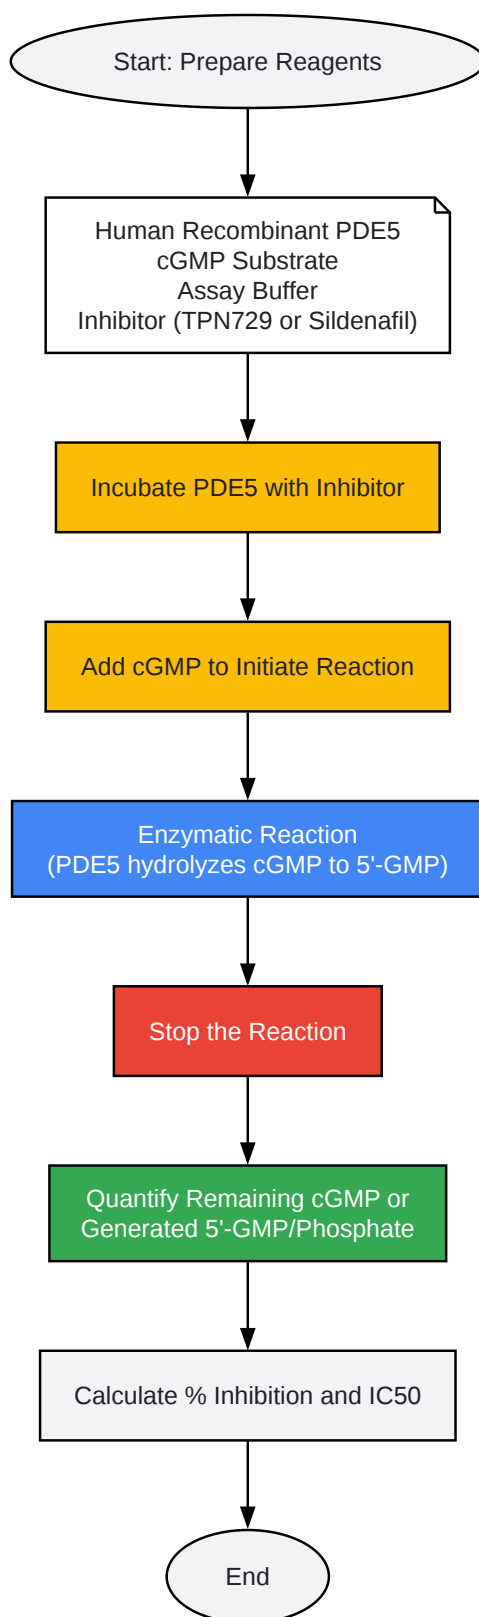 Start: Prepare Reagents
Human Recombinant PDE5
cGMP Substrate
Assay Buffer
Inhibitor (TPN729 or Sildenafil)
Incubate PDE5 with Inhibitor
Add cGMP to Initiate Reaction
Enzymatic Reaction
(PDE5 hydrolyzes cGMP to 5'-GMP)
Stop the Reaction
Quantify Remaining cGMP or
Generated 5'-GMP/Phosphate
Calculate % Inhibition and IC50
End